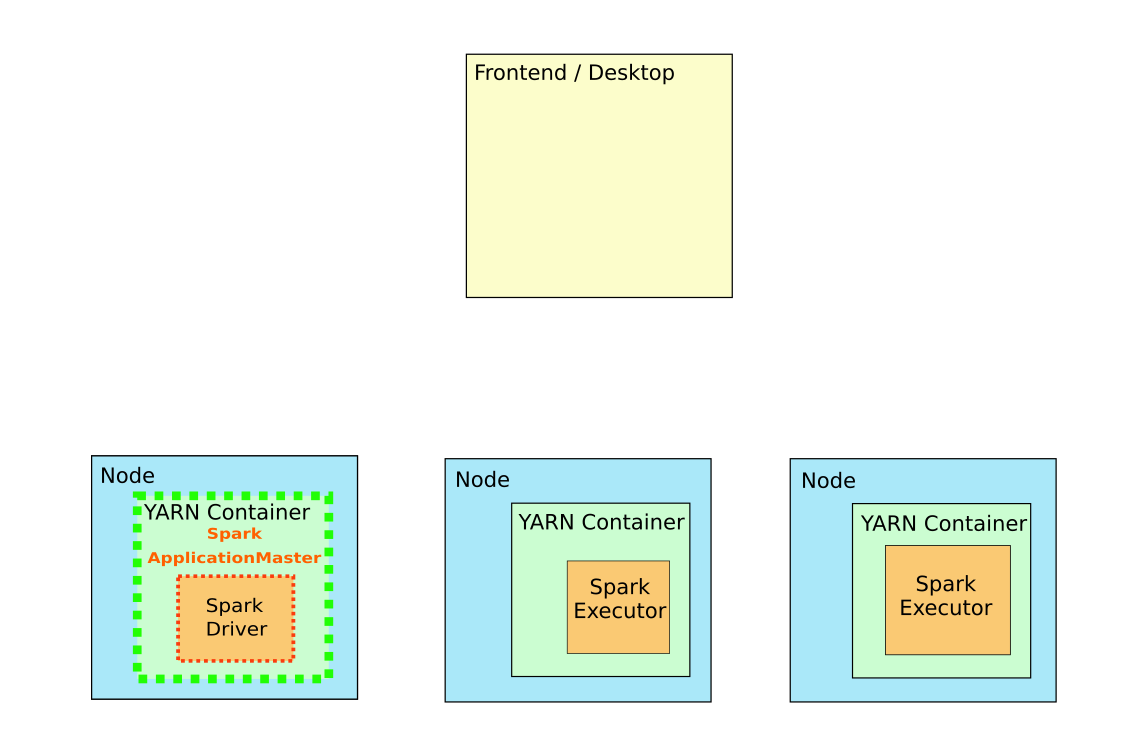 Frontend / Desktop
Node
YARN Container
Spark
ApplicationMaster
Spark
Driver
Node
YARN Container
Spark
Executor
Node
YARN Container
Spark
Executor